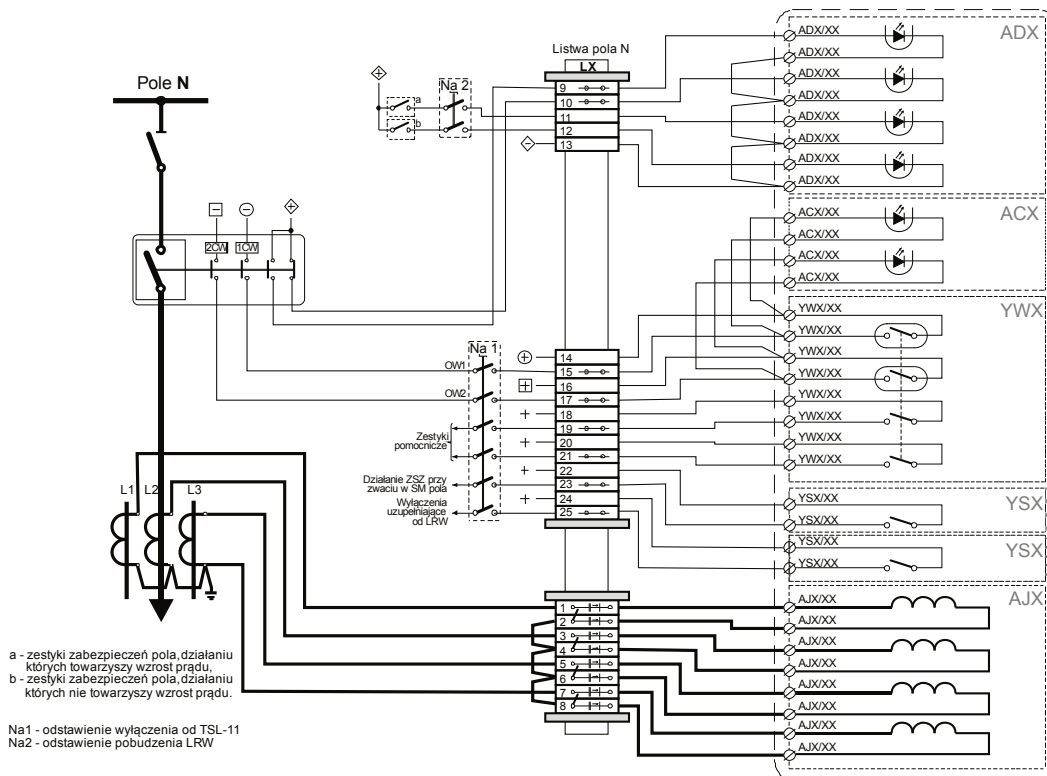 Pole N
Listwa pola N
LX
Na 2
a
b
9
10
11
12
13
ADX
ADX/XX
ADX/XX
ADX/XX
ADX/XX
ADX/XX
ADX/XX
ADX/XX
ADX/XX
ACX
ACX/XX
ACX/XX
ACX/XX
ACX/XX
2CW
1CW
YWX
YWX/XX
YWX/XX
YWX/XX
YWX/XX
YWX/XX
YWX/XX
YWX/XX
YWX/XX
Na 1
OW1
OW2
Zestyki
pomocnicze
Działanie ZSZ przy
zwaciu w SM pola
Wyłączenia
uzupełniające
od LRW
14
15
16
17
18
19
20
21
22
23
24
25
YSX
YSX/XX
YSX/XX
YSX
YSX/XX
YSX/XX
L1
L2
L3
1
2
3
4
5
6
7
8
AJX
AJX/XX
AJX/XX
AJX/XX
AJX/XX
AJX/XX
AJX/XX
AJX/XX
AJX/XX
a - zestyki zabezpieczeń pola,działaniu
których towarzyszy wzrost prądu,
b - zestyki zabezpieczeń pola,działaniu
których nie towarzyszy wzrost prądu.
Na1 - odstawienie wyłączenia od TSL-11
Na2 - odstawienie pobudzenia LRW